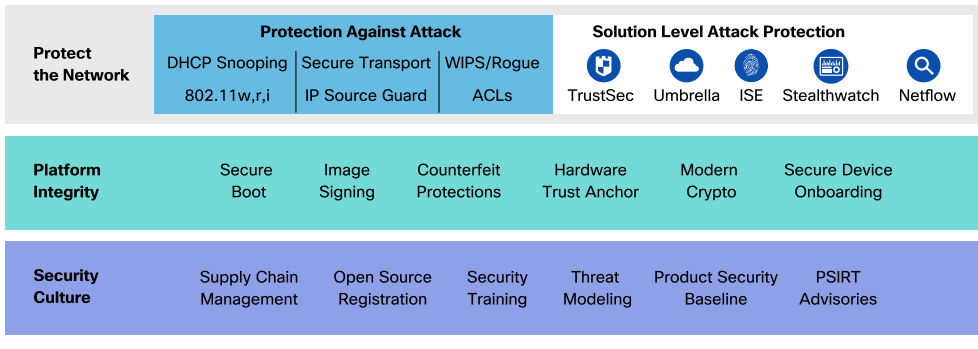 Protect
the Network
Protection Against Attack
DHCP Snooping
Secure Transport
WIPS/Rogue
802.11w,r,i
IP Source Guard
ACLs
Solution Level Attack Protection
TrustSec
Umbrella
ISE
Stealthwatch
Netflow
Platform
Integrity
Secure
Boot
Image
Signing
Counterfeit
Protections
Hardware
Trust Anchor
Modern
Crypto
Secure Device
Onboarding
Security
Culture
Supply Chain
Management
Open Source
Registration
Security
Training
Threat
Modeling
Product Security
Baseline
PSIRT
Advisories